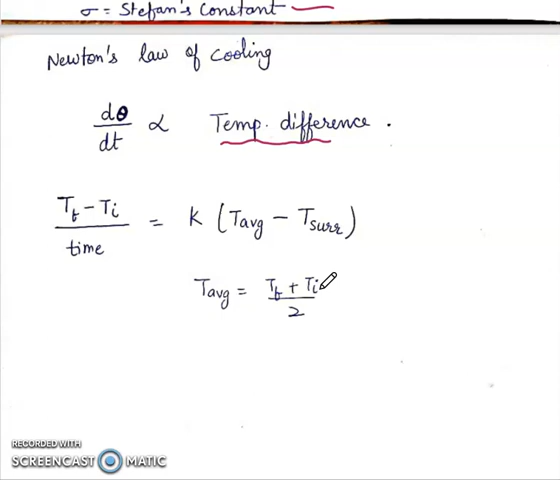 σ = Stefan's Constant
Newton's law of Cooling
dθ/dt ∝ Temp. difference.
(Tf – Ti)/time = K (Tavg – Tsurr)
Tavg = (Tf + Ti)/2
RECORDED WITH
SCREENCAST MATIC